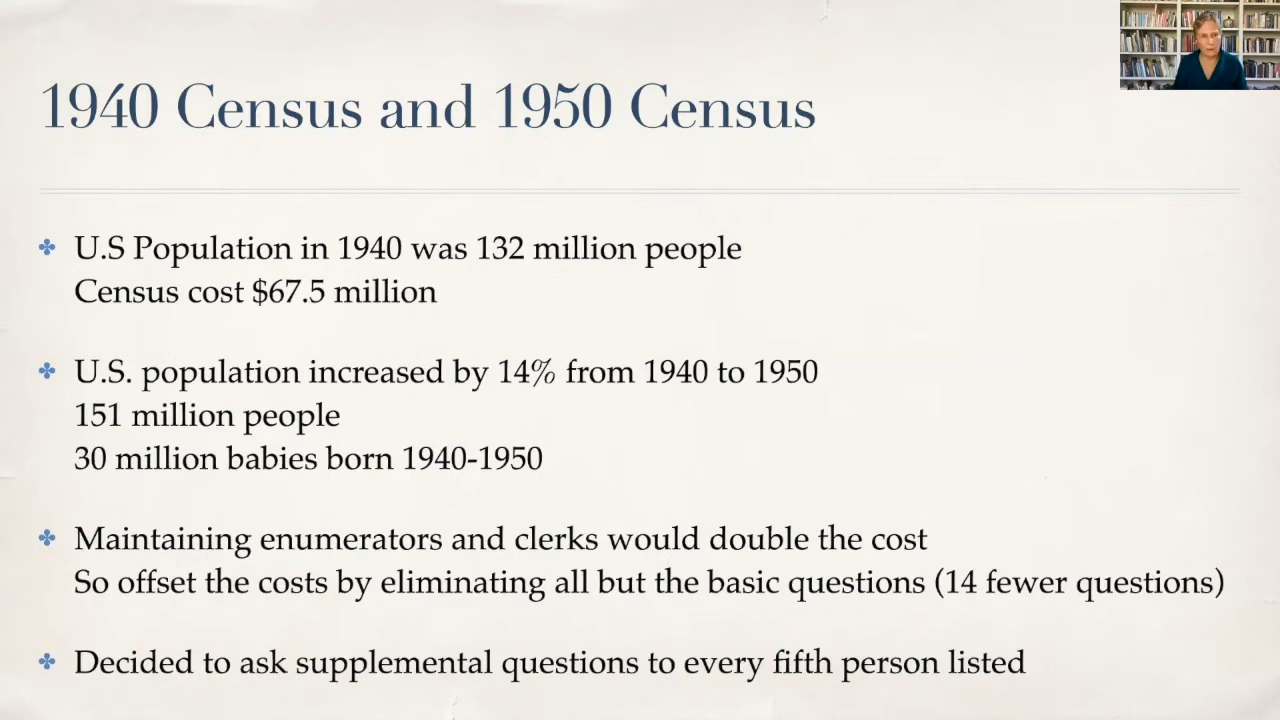 1940 Census and 1950 Census
U.S Population in 1940 was 132 million people
Census cost $67.5 million
U.S. population increased by 14% from 1940 to 1950
151 million people
30 million babies born 1940-1950
Maintaining enumerators and clerks would double the cost
So offset the costs by eliminating all but the basic questions (14 fewer questions)
Decided to ask supplemental questions to every fifth person listed